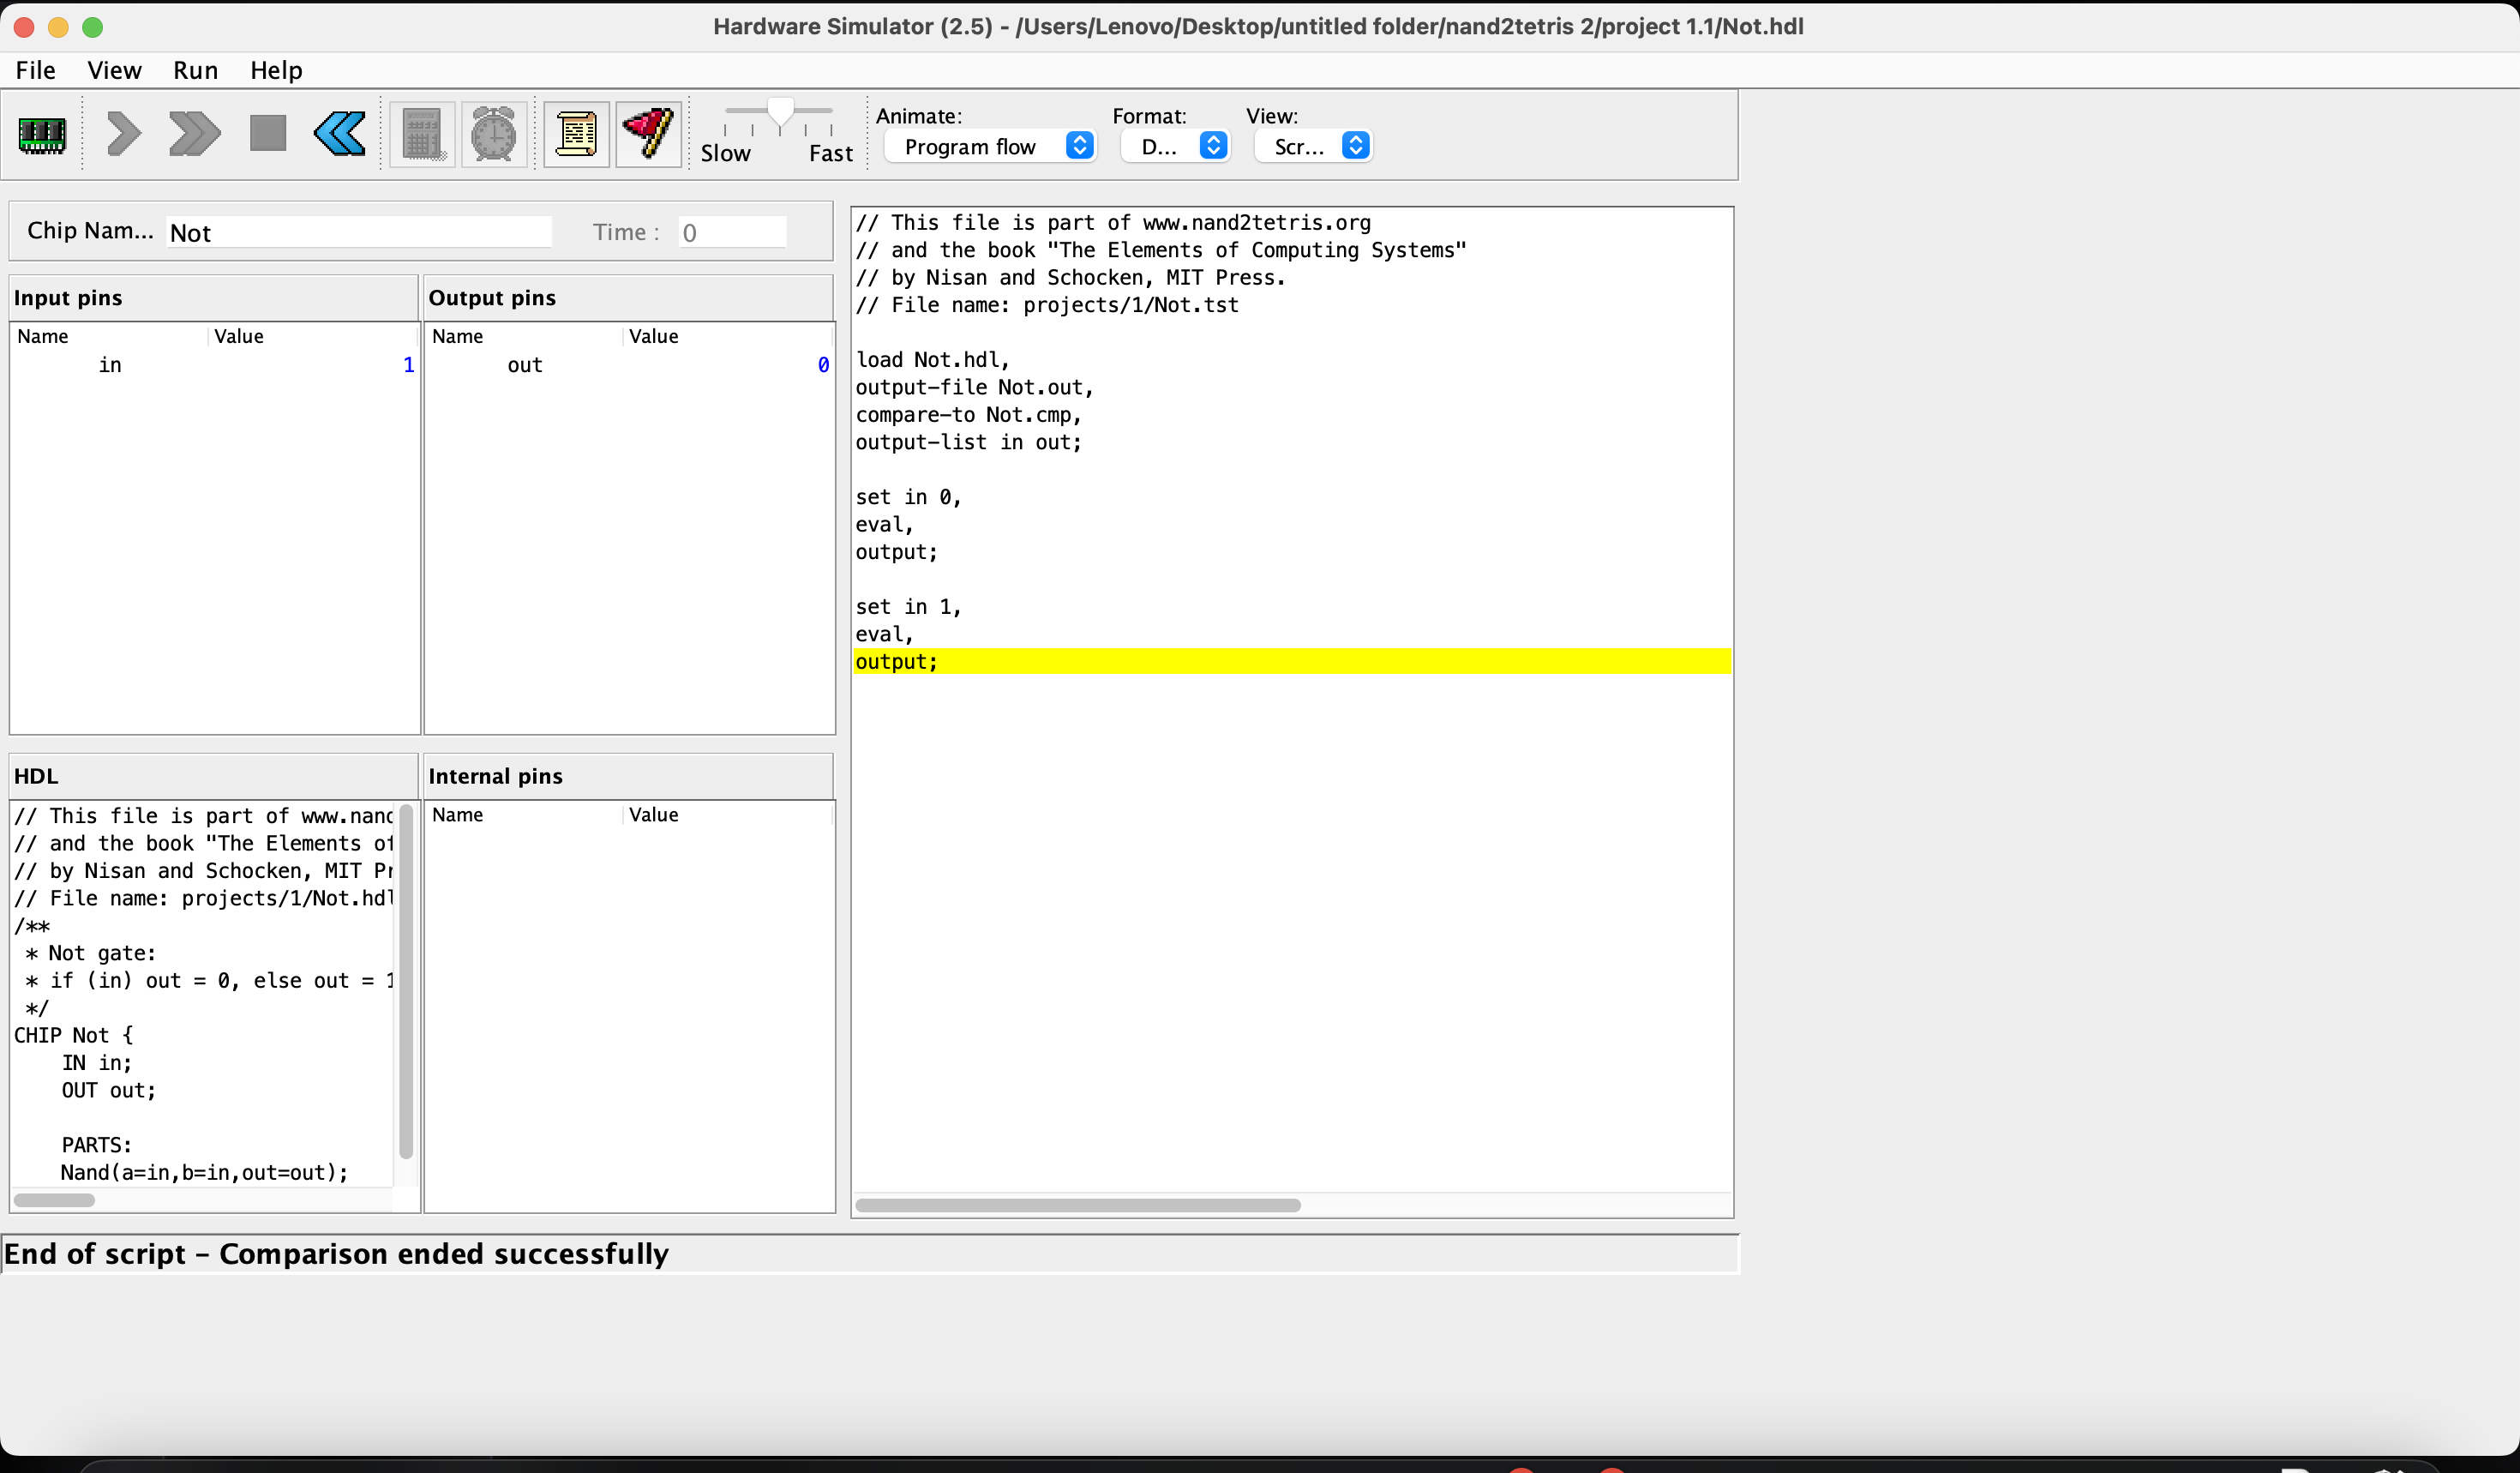 Hardware Simulator (2.5) - /Users/Lenovo/Desktop/untitled folder/nand2tetris 2/project 1.1/Not.hdl
File View Run Help
Slow Fast
Animate: Format: View:
Program flow D... Scr...
Chip Nam... Not Time : 0
Input pins
Name Value
in 1
Output pins
Name Value
out 0
HDL
// This file is part of www.nand
// and the book "The Elements of
// by Nisan and Schocken, MIT Pr
// File name: projects/1/Not.hdl
/**
* Not gate:
* if (in) out = 0, else out = 1
*/
CHIP Not {
IN in;
OUT out;
PARTS:
Nand(a=in,b=in,out=out);
Internal pins
Name Value
// This file is part of www.nand2tetris.org
// and the book "The Elements of Computing Systems"
// by Nisan and Schocken, MIT Press.
// File name: projects/1/Not.tst
load Not.hdl,
output-file Not.out,
compare-to Not.cmp,
output-list in out;
set in 0,
eval,
output;
set in 1,
eval,
output;
End of script – Comparison ended successfully